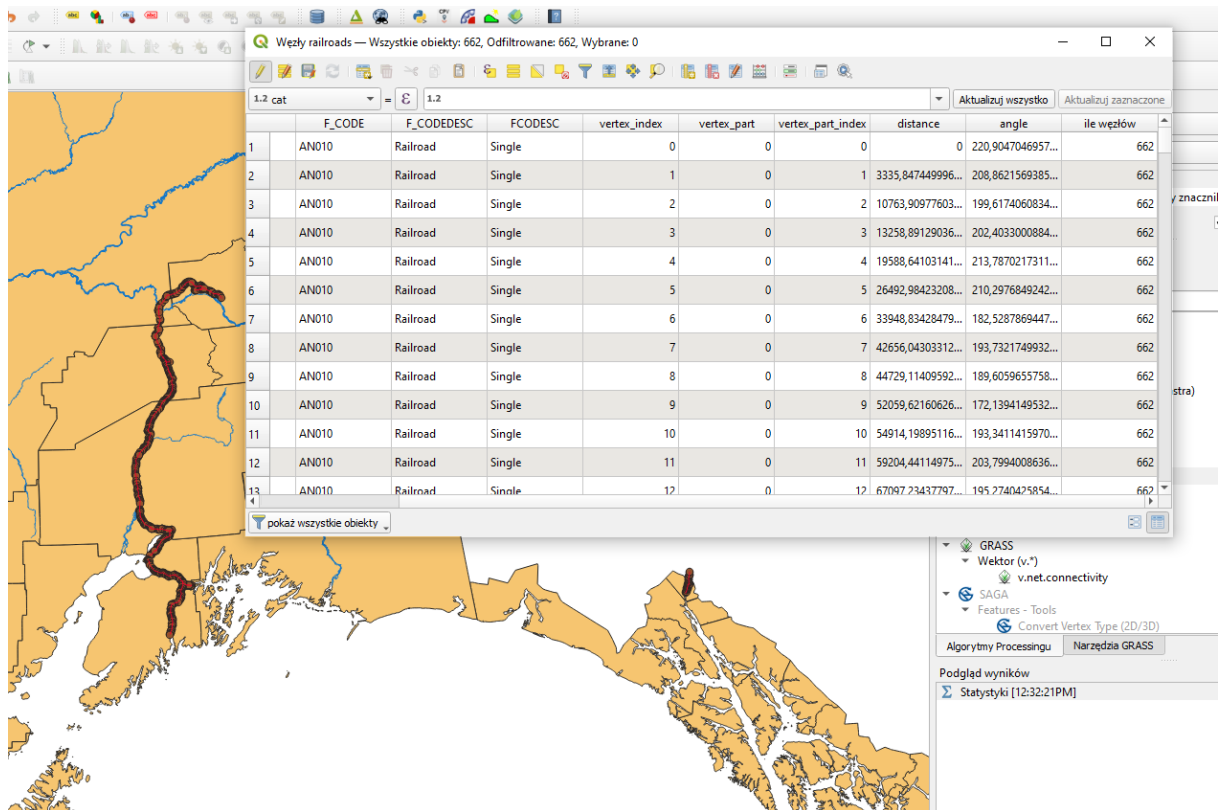 Węzły railroads — Wszystkie obiekty: 662, Odfiltrowane: 662, Wybrane: 0
1.2 cat = ε 1.2 Aktualizuj wszystko Aktualizuj zaznaczone
F_CODE F_CODEDESC FCODESC vertex_index vertex_part vertex_part_index distance angle ile węzłów
1 AN010 Railroad Single 0 0 0 0 220,9047046957... 662
2 AN010 Railroad Single 1 0 1 3335,847449996... 208,8621569385... 662
y znacznil
3 AN010 Railroad Single 2 0 2 10763,90977603... 199,6174060834... 662
4 AN010 Railroad Single 3 0 3 13258,89129036... 202,4033000884... 662
5 AN010 Railroad Single 4 0 4 19588,64103141... 213,7870217311... 662
6 AN010 Railroad Single 5 0 5 26492,98423208... 210,2976849242... 662
7 AN010 Railroad Single 6 0 6 33948,83428479... 182,5287869447... 662
8 AN010 Railroad Single 7 0 7 42656,04303312... 193,7321749932... 662
9 AN010 Railroad Single 8 0 8 44729,11409592... 189,6059655758... 662
stra)
10 AN010 Railroad Single 9 0 9 52059,62160626... 172,1394149532... 662
11 AN010 Railroad Single 10 0 10 54914,19895116... 193,3411415970... 662
12 AN010 Railroad Single 11 0 11 59204,44114975... 203,7994008636... 662
13 AN010 Railroad Single 12 0 12 67097,23437797... 195,2740425854... 662
pokaż wszystkie obiekty
GRASS
Wektor (v.*)
v.net.connectivity
SAGA
Features - Tools
Convert Vertex Type (2D/3D)
Algorytmy Processingu Narzędzia GRASS
Podgląd wyników
Σ Statystyki [12:32:21PM]